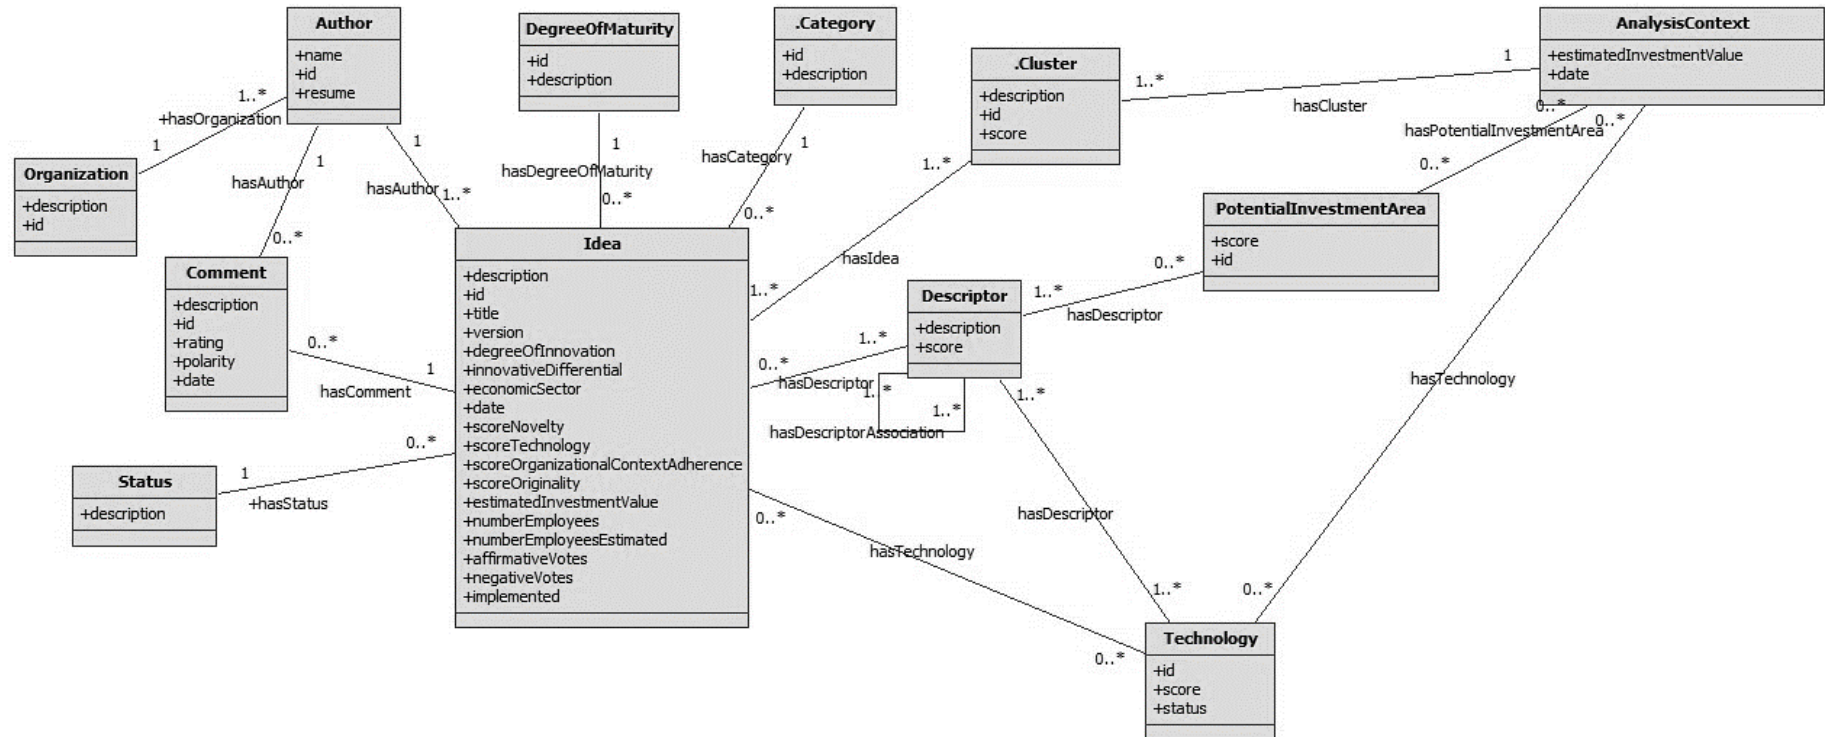 Author
+name
+id
+resume
DegreeOfMaturity
+id
+description
.Category
+id
+description
.Cluster
+description
+id
+score
AnalysisContext
+estimatedInvestmentValue
+date
1..*
+hasOrganization
1
Organization
+description
+id
1
hasAuthor
0..*
1
hasAuthor
1..*
1
hasDegreeOfMaturity
0..*
1
hasCategory
0..*
1..*
hasCluster
1
0..*
hasPotentialInvestmentArea
0..*
0..*
PotentialInvestmentArea
+score
+id
Comment
+description
+id
+rating
+polarity
+date
0..*
hasComment
1
Idea
+description
+id
+title
+version
+degreeOfInnovation
+innovativeDifferential
+economicSector
+date
+scoreNovelty
+scoreTechnology
+scoreOrganizationalContextAdherence
+scoreOriginality
+estimatedInvestmentValue
+numberEmployees
+numberEmployeesEstimated
+affirmativeVotes
+negativeVotes
+implemented
1..*
hasIdea
1..*
Descriptor
+description
+score
1..*
hasDescriptor
0..*
1..*
0..*
hasDescriptor
1..*
1..*
hasDescriptorAssociation
1..*
hasDescriptor
1..*
hasTechnology
0..*
Status
+description
1
+hasStatus
0..*
0..*
hasTechnology
0..*
Technology
+id
+score
+status